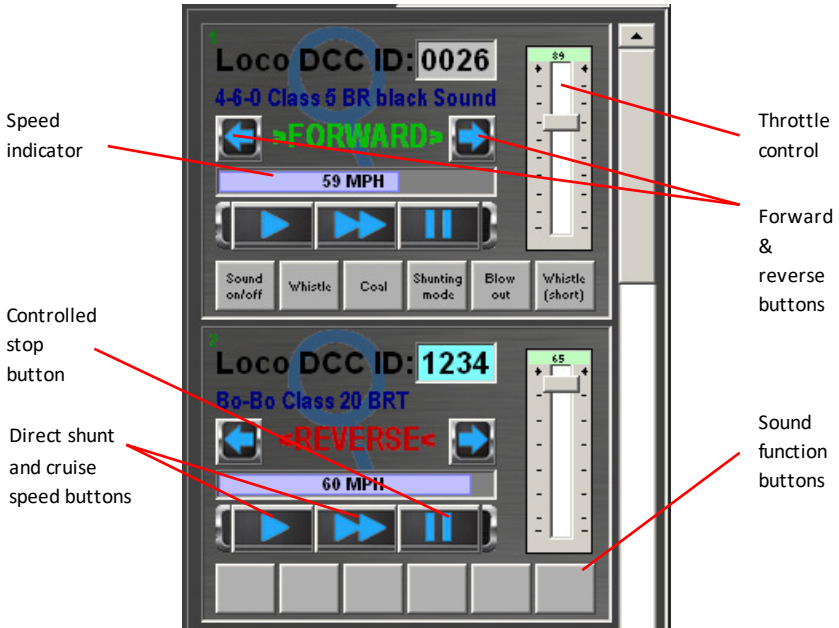 1
Loco DCC ID: 0026
89
4-6-0 Class 5 BR black Sound
>FORWARD>
59 MPH
Sound on/off
Whistle
Coal
Shunting mode
Blow out
Whistle (short)
2
Loco DCC ID: 1234
65
Bo-Bo Class 20 BRT
<REVERSE<
60 MPH
Speed
indicator
Controlled
stop
button
Direct shunt
and cruise
speed buttons
Throttle
control
Forward
&
reverse
buttons
Sound
function
buttons